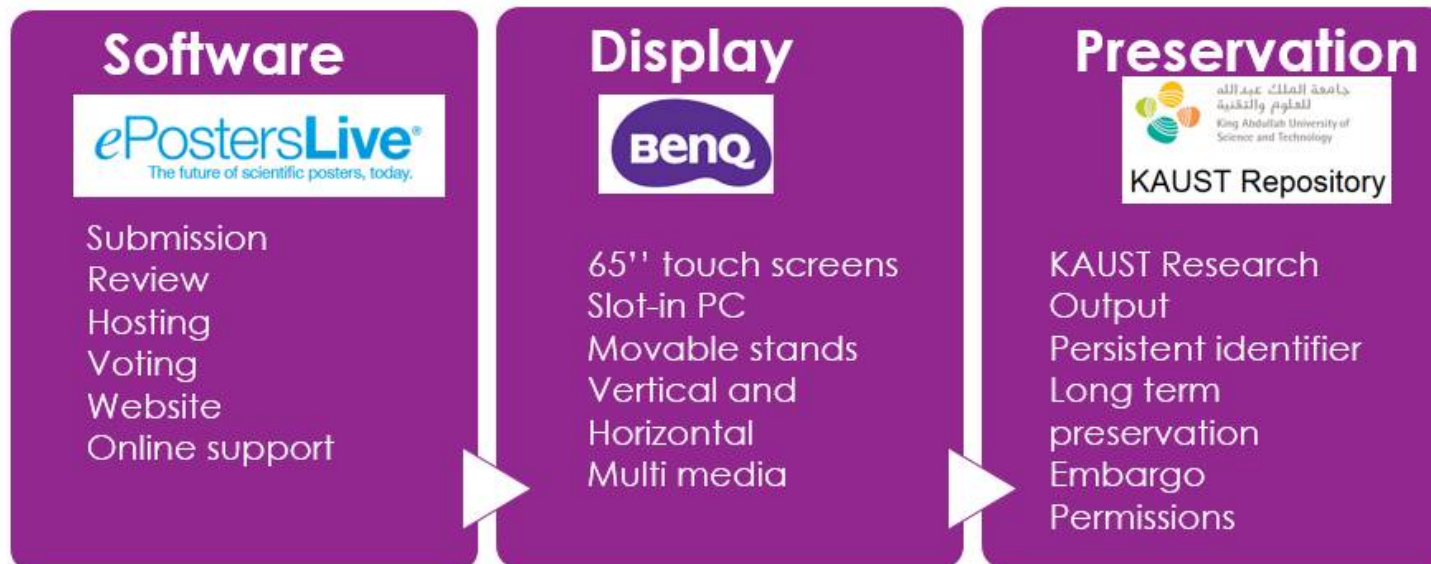 Software
ePostersLive®
The future of scientific posters, today.
Submission
Review
Hosting
Voting
Website
Online support
Display
BenQ
65'' touch screens
Slot-in PC
Movable stands
Vertical and
Horizontal
Multi media
Preservation
جامعة الملك عبدالله
للعلوم والتقنية
King Abdullah University of
Science and Technology
KAUST Repository
KAUST Research
Output
Persistent identifier
Long term
preservation
Embargo
Permissions